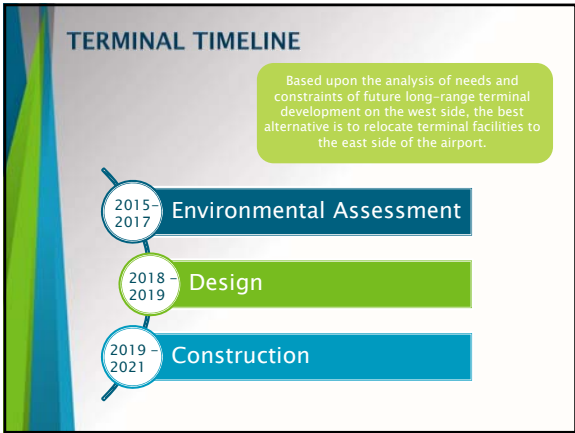 TERMINAL TIMELINE
Based upon the analysis of needs and
constraints of future long-range terminal
development on the west side, the best
alternative is to relocate terminal facilities to
the east side of the airport.
2015-
2017
Environmental Assessment
2018 -
2019
Design
2019 -
2021
Construction